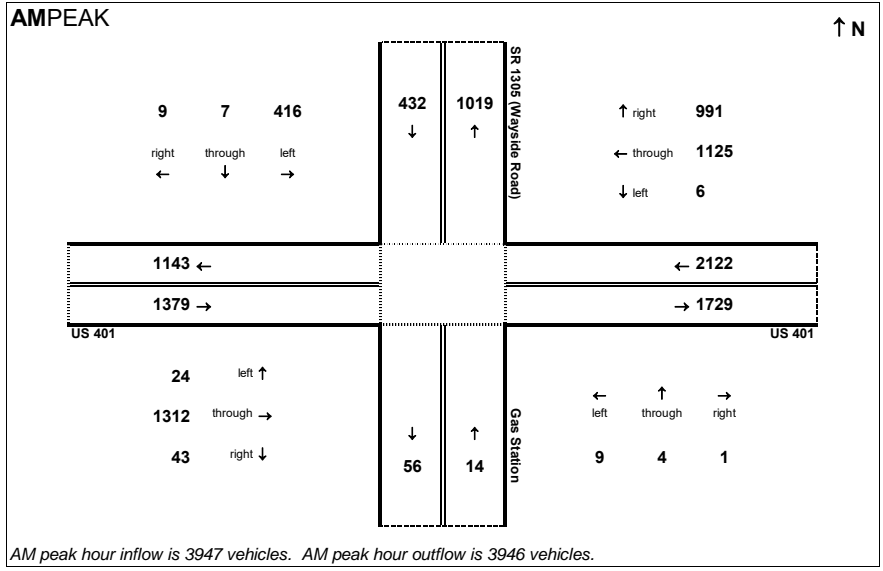 AMPEAK
↑ N
SR 1305 (Wayside Road)
432 1019
↓ ↑
9 7 416
right through left
← ↓ →
↑ right 991
← through 1125
↓ left 6
1143 ←
1379 →
← 2122
→ 1729
US 401
US 401
24 left ↑
1312 through →
43 right ↓
↓ ↑
56 14
Gas Station
← ↑ →
left through right
9 4 1
AM peak hour inflow is 3947 vehicles. AM peak hour outflow is 3946 vehicles.